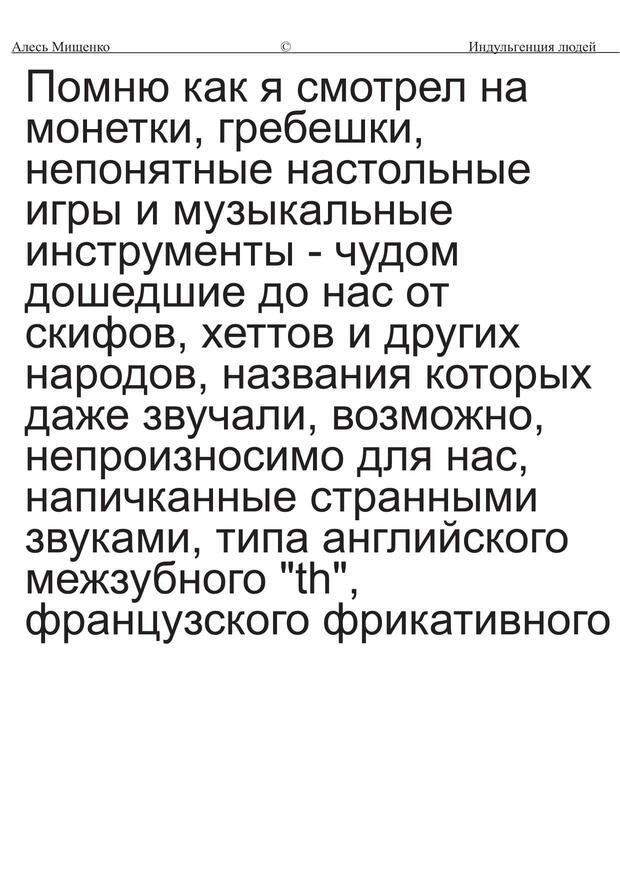 Алесь Мищенко © Индульгенция людей
Помню как я смотрел на
монетки, гребешки,
непонятные настольные
игры и музыкальные
инструменты - чудом
дошедшие до нас от
скифов, хеттов и других
народов, названия которых
даже звучали, возможно,
непроизносимо для нас,
напичканные странными
звуками, типа английского
межзубного "th",
французского фрикативного